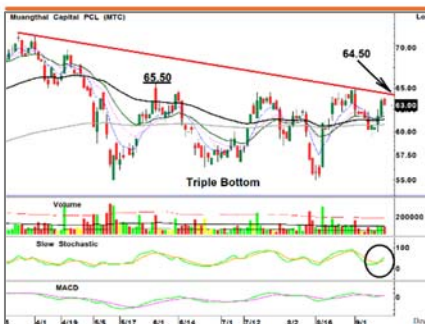 Muangthai Capital PCL (MTC)
70.00
64.50
65.50
65.00
63.00
60.00
57.50
Triple Bottom
55.00
Volume
200000
Slow Stochastic
100
0
MACD
0
4/1 4/19 5/5 5/17 6/1 6/14 7/1 7/12 8/2 8/16 9/1